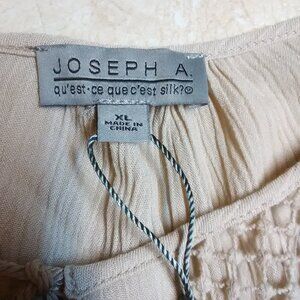 JOSEPH A.
qu'est-ce que c'est silk?®
XL
MADE IN
CHINA